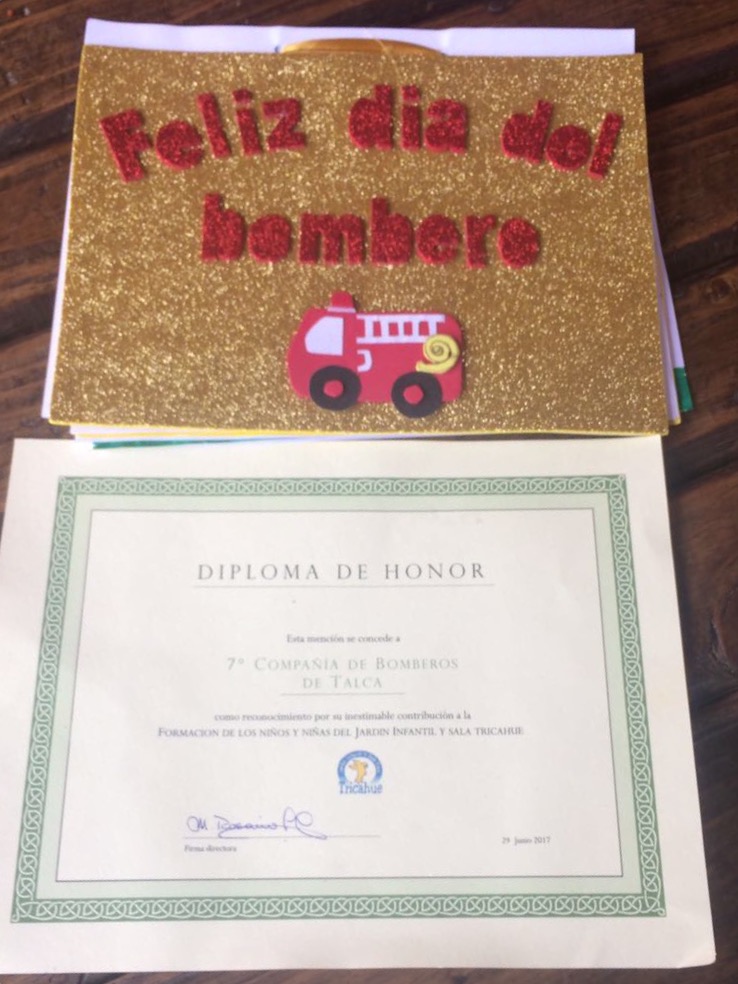 Feliz dia del
bombero
DIPLOMA DE HONOR
Esta mención se concede a
7º COMPAÑÍA DE BOMBEROS
DE TALCA
como reconocimiento por su inestimable contribución a la
FORMACION DE LOS NIÑOS Y NIÑAS DEL JARDIN INFANTIL Y SALA TRICAHUE
Tricahue
Firma directora
29 Junio 2017